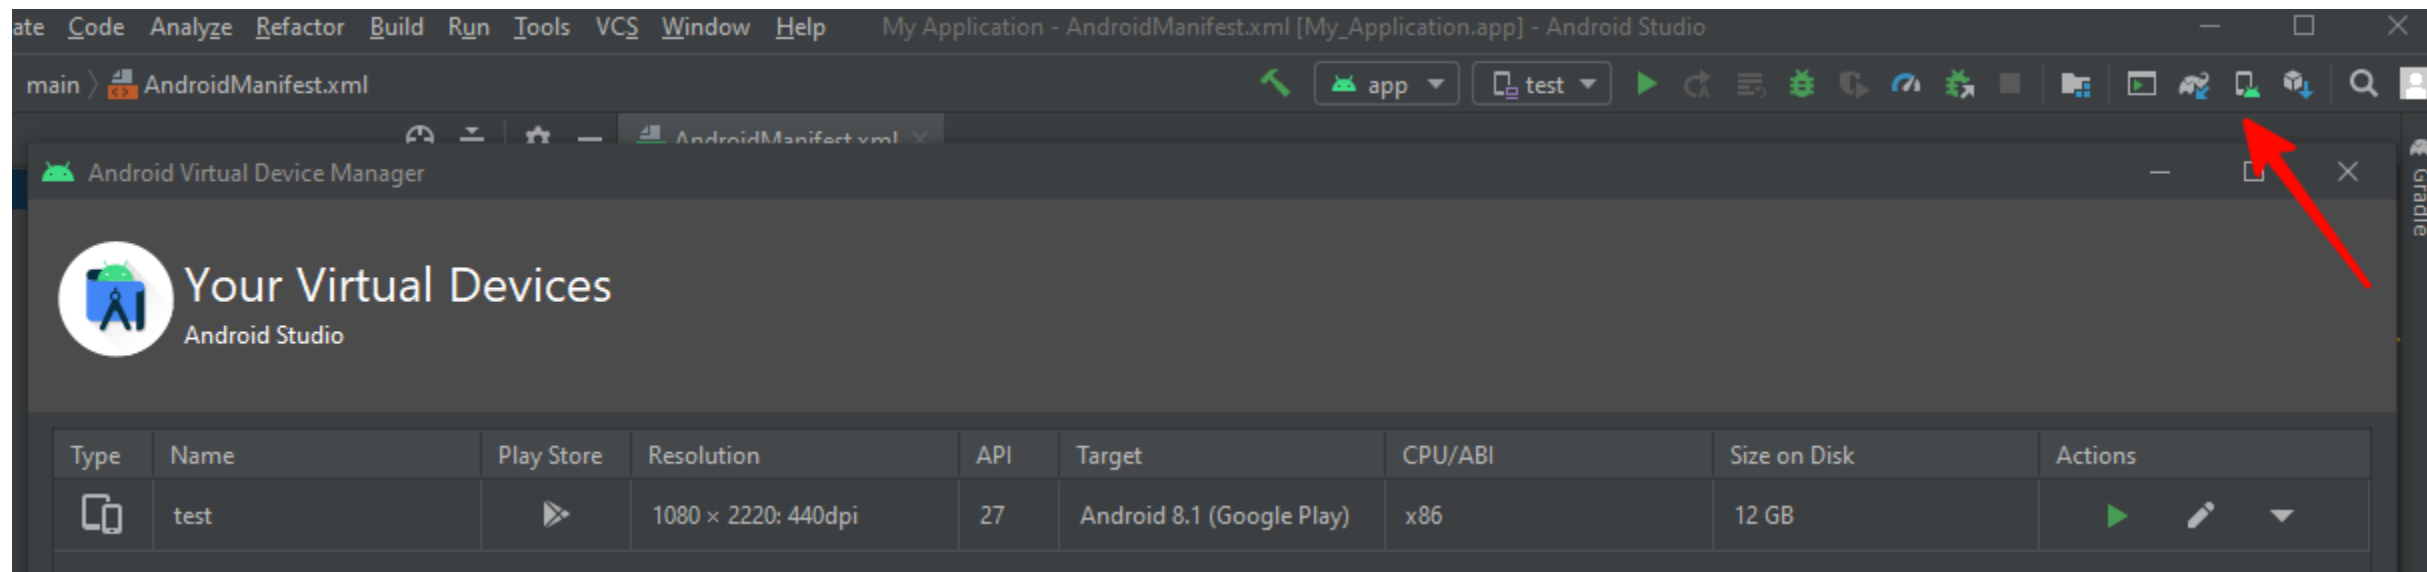 ate Code Analyze Refactor Build Run Tools VCS Window Help My Application - AndroidManifest.xml [My_Application.app] - Android Studio
main AndroidManifest.xml app test
AndroidManifest.xml
Android Virtual Device Manager
Gradle
Your Virtual Devices
Android Studio
Type Name Play Store Resolution API Target CPU/ABI Size on Disk Actions
test 1080 × 2220: 440dpi 27 Android 8.1 (Google Play) x86 12 GB